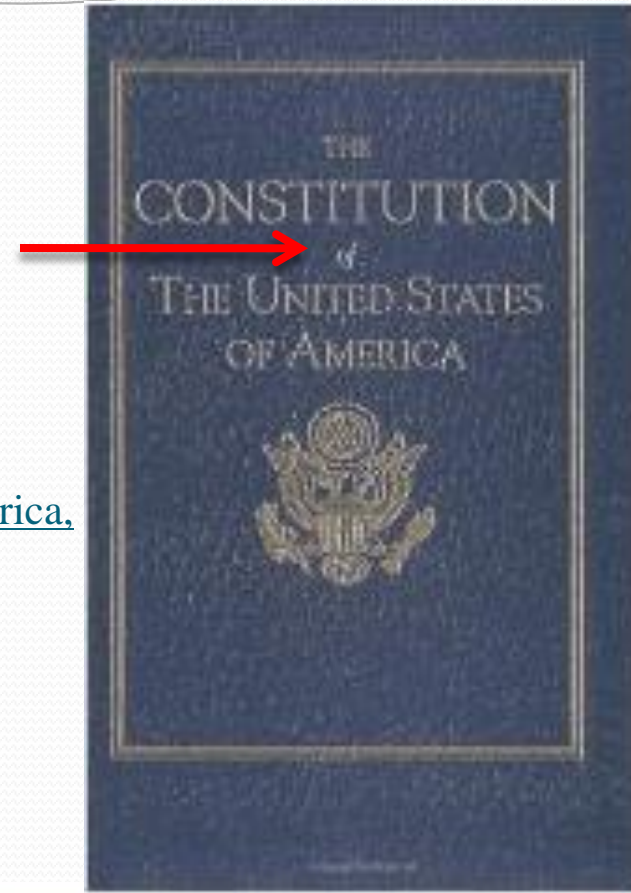 THE
CONSTITUTION
of
THE UNITED STATES
OF AMERICA
rica,